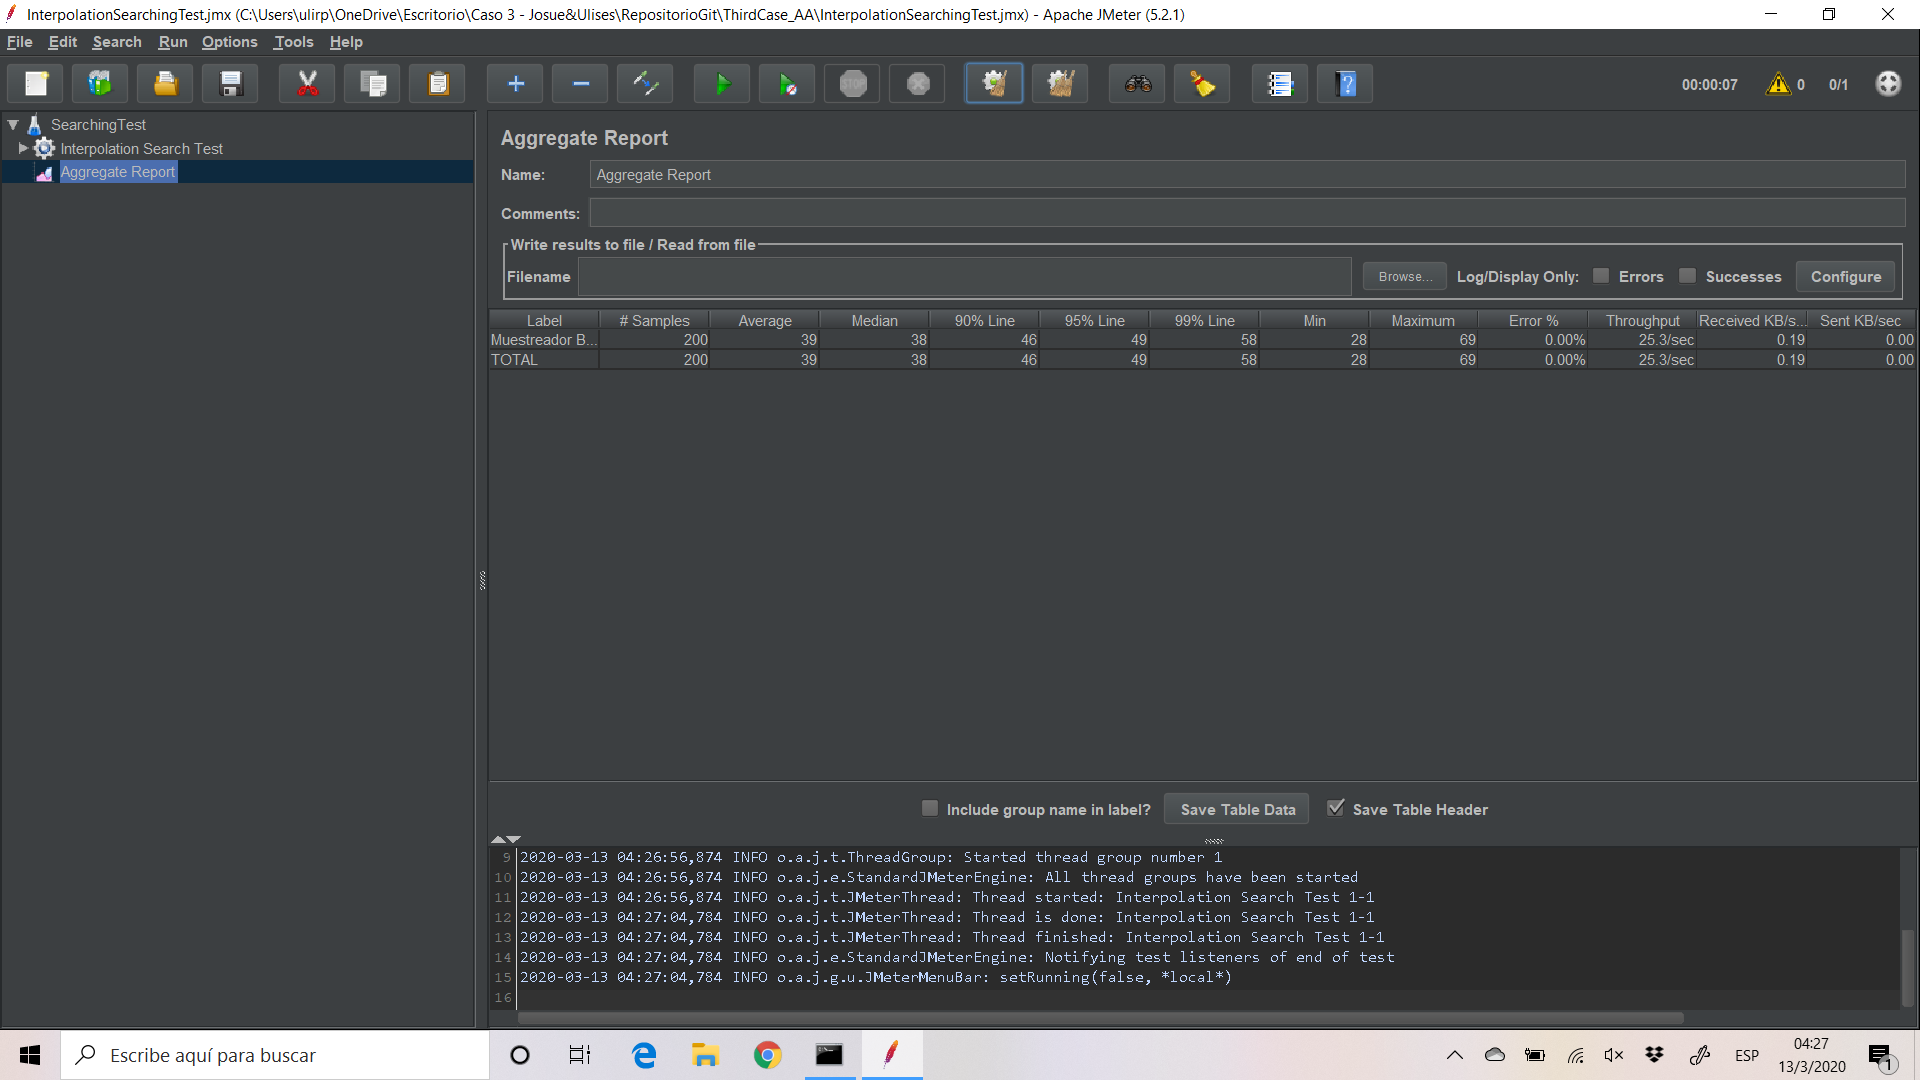 InterpolationSearchingTest.jmx (C:\Users\ulirp\OneDrive\Escritorio\Caso 3 - Josue&Ulises\RepositorioGit\ThirdCase_AA\InterpolationSearchingTest.jmx) - Apache JMeter (5.2.1)
File Edit Search Run Options Tools Help
STOP
00:00:07 0 0/1
SearchingTest
Interpolation Search Test
Aggregate Report
Aggregate Report
Name: Aggregate Report
Comments:
Write results to file / Read from file
Filename Browse... Log/Display Only: Errors Successes Configure
Label # Samples Average Median 90% Line 95% Line 99% Line Min Maximum Error % Throughput Received KB/s... Sent KB/sec
Muestreador B... 200 39 38 46 49 58 28 69 0.00% 25.3/sec 0.19 0.00
TOTAL 200 39 38 46 49 58 28 69 0.00% 25.3/sec 0.19 0.00
Include group name in label? Save Table Data Save Table Header
9 2020-03-13 04:26:56,874 INFO o.a.j.t.ThreadGroup: Started thread group number 1
10 2020-03-13 04:26:56,874 INFO o.a.j.e.StandardJMeterEngine: All thread groups have been started
11 2020-03-13 04:26:56,874 INFO o.a.j.t.JMeterThread: Thread started: Interpolation Search Test 1-1
12 2020-03-13 04:27:04,784 INFO o.a.j.t.JMeterThread: Thread is done: Interpolation Search Test 1-1
13 2020-03-13 04:27:04,784 INFO o.a.j.t.JMeterThread: Thread finished: Interpolation Search Test 1-1
14 2020-03-13 04:27:04,784 INFO o.a.j.e.StandardJMeterEngine: Notifying test listeners of end of test
15 2020-03-13 04:27:04,784 INFO o.a.j.g.u.JMeterMenuBar: setRunning(false, *local*)
16
Escribe aquí para buscar
ESP
04:27
13/3/2020
1